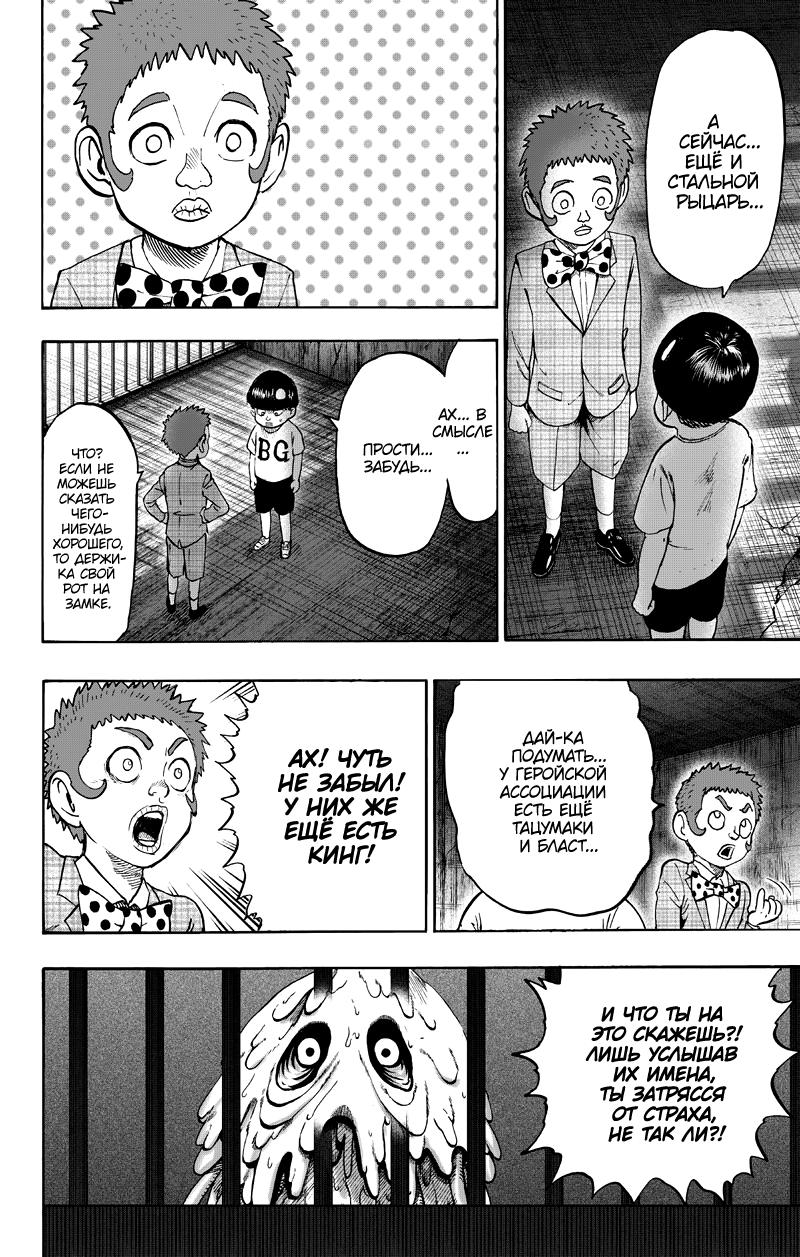 А
СЕЙЧАС...
ЕЩЁ И
СТАЛЬНОЙ
РЫЦАРЬ...
АХ... В
СМЫСЛЕ
...
ПРОСТИ...
ЗАБУДЬ...
BG
ЧТО?
ЕСЛИ НЕ
МОЖЕШЬ
СКАЗАТЬ
ЧЕГО-
НИБУДЬ
ХОРОШЕГО,
ТО ДЕРЖИ-
КА СВОЙ
РОТ НА
ЗАМКЕ.
ДАЙ-КА
ПОДУМАТЬ...
У ГЕРОЙСКОЙ
АССОЦИАЦИИ
ЕСТЬ ЕЩЁ
ТАЦУМАКИ
И БЛАСТ...
АХ! ЧУТЬ
НЕ ЗАБЫЛ!
У НИХ ЖЕ
ЕЩЁ ЕСТЬ
КИНГ!
И ЧТО ТЫ НА
ЭТО СКАЖЕШЬ?!
ЛИШЬ УСЛЫШАВ
ИХ ИМЕНА,
ТЫ ЗАТРЯССЯ
ОТ СТРАХА,
НЕ ТАК ЛИ?!